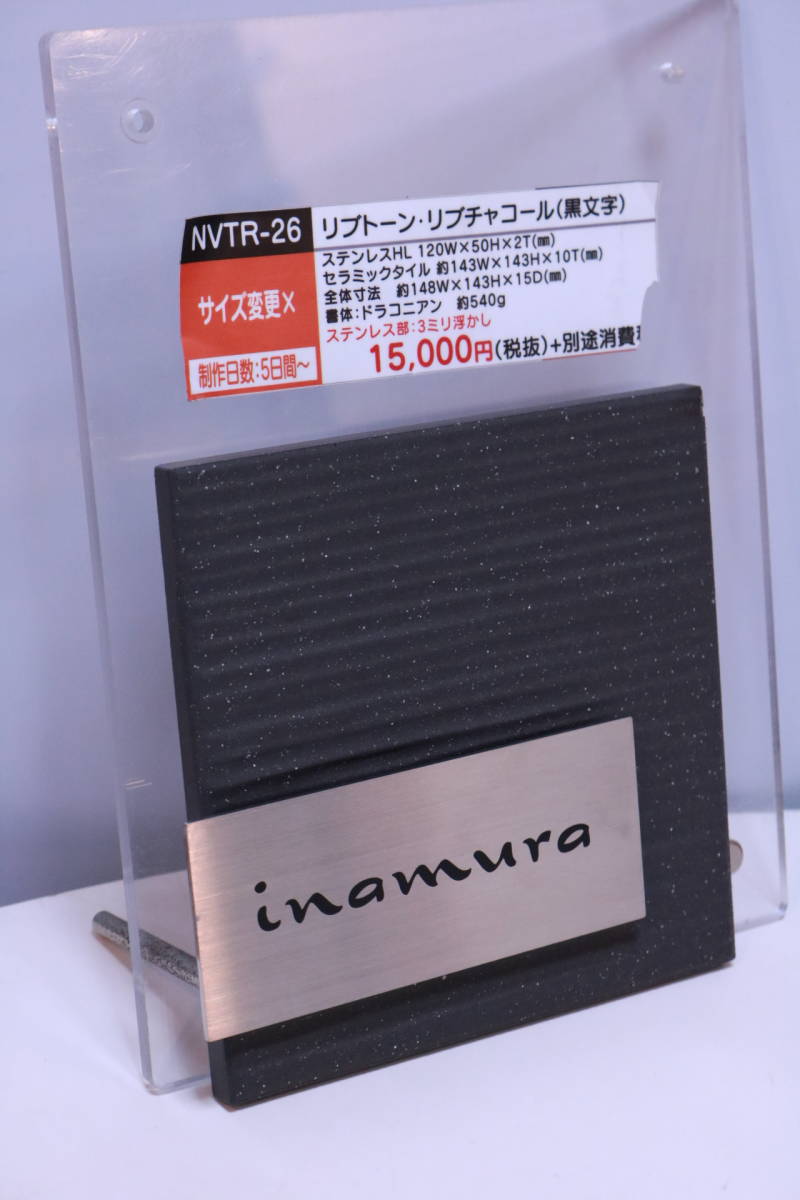 NVTR-26
サイズ変更×
制作日数:5日間～
リブトーン・リブチャコール(黒文字)
ステンレスHL 120W×50H×2T(㎜)
セラミックタイル 約143W×143H×10T(㎜)
全体寸法　約148W×143H×15D(㎜)
書体:ドラコニアン　約540g
ステンレス部:3ミリ浮かし
15,000円(税抜)+別途消費
inamura